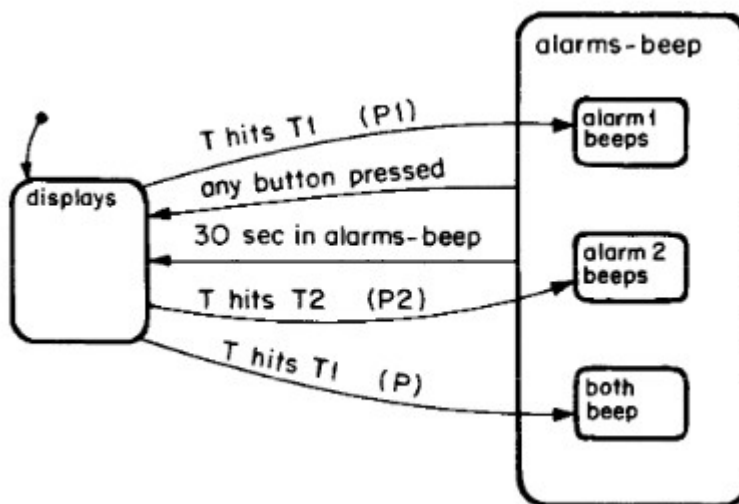 alarms-beep
T hits T1 (P1)
alarm 1
beeps
any button pressed
displays
30 sec in alarms-beep
alarm 2
beeps
T hits T2 (P2)
T hits T1 (P)
both
beep